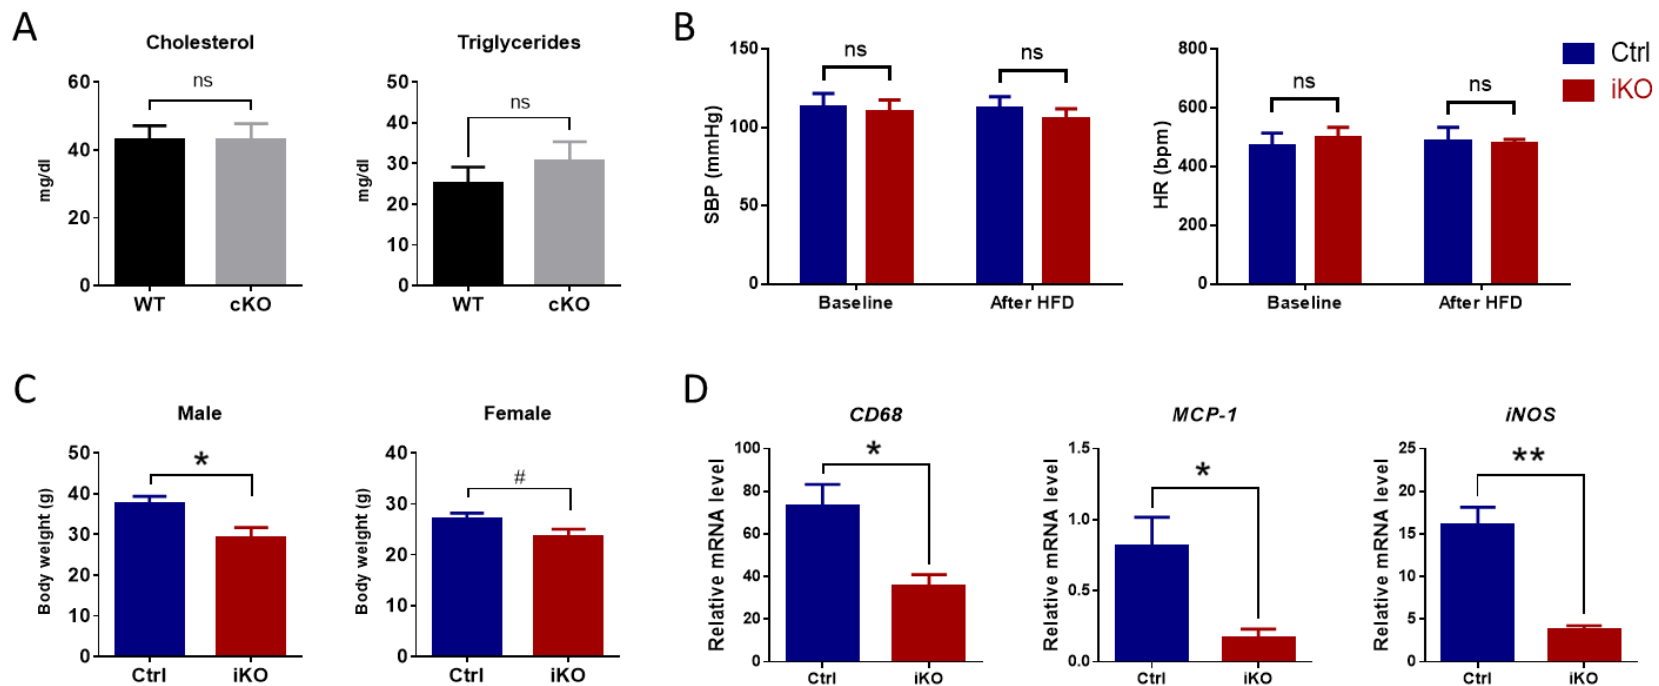 A
Cholesterol
mg/dl
60
40
20
0
ns
WT cKO
Triglycerides
mg/dl
50
40
30
20
10
0
ns
WT cKO
B
SBP (mmHg)
150
100
50
0
ns ns
Baseline After HFD
HR (bpm)
800
600
400
200
0
ns ns
Baseline After HFD
Ctrl
iKO
C
Male
Body weight (g)
50
40
30
20
10
0
*
Ctrl iKO
Female
Body weight (g)
40
30
20
10
0
#
Ctrl iKO
D
CD68
Relative mRNA level
100
80
60
40
20
0
*
Ctrl iKO
MCP-1
Relative mRNA level
1.5
1.0
0.5
0.0
*
Ctrl iKO
iNOS
Relative mRNA level
25
20
15
10
5
0
**
Ctrl iKO